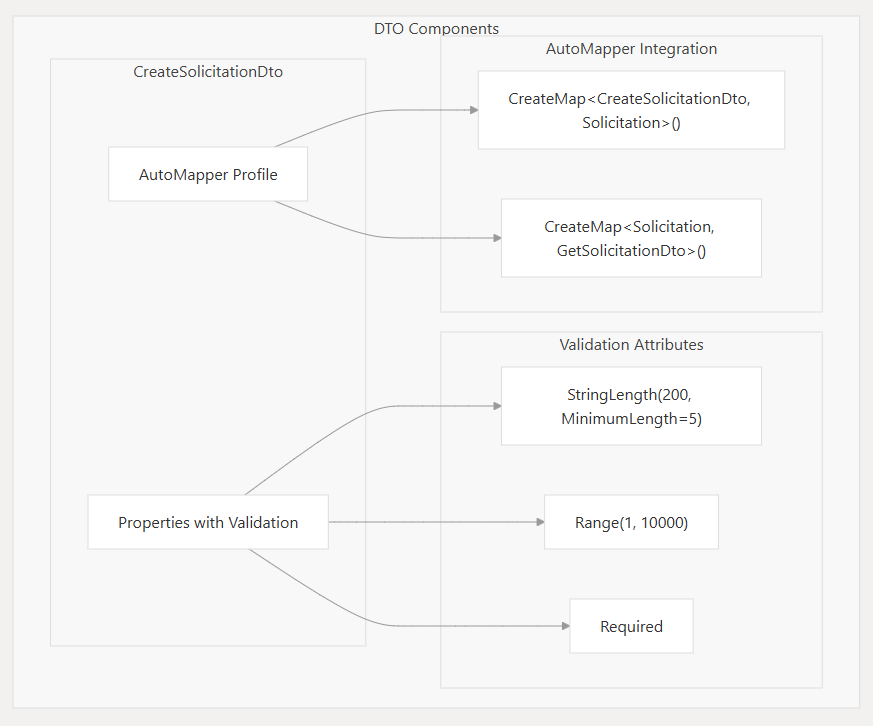 DTO Components
CreateSolicitationDto
AutoMapper Profile
Properties with Validation
AutoMapper Integration
CreateMap<CreateSolicitationDto,
Solicitation>()
CreateMap<Solicitation,
GetSolicitationDto>()
Validation Attributes
StringLength(200,
MinimumLength=5)
Range(1, 10000)
Required